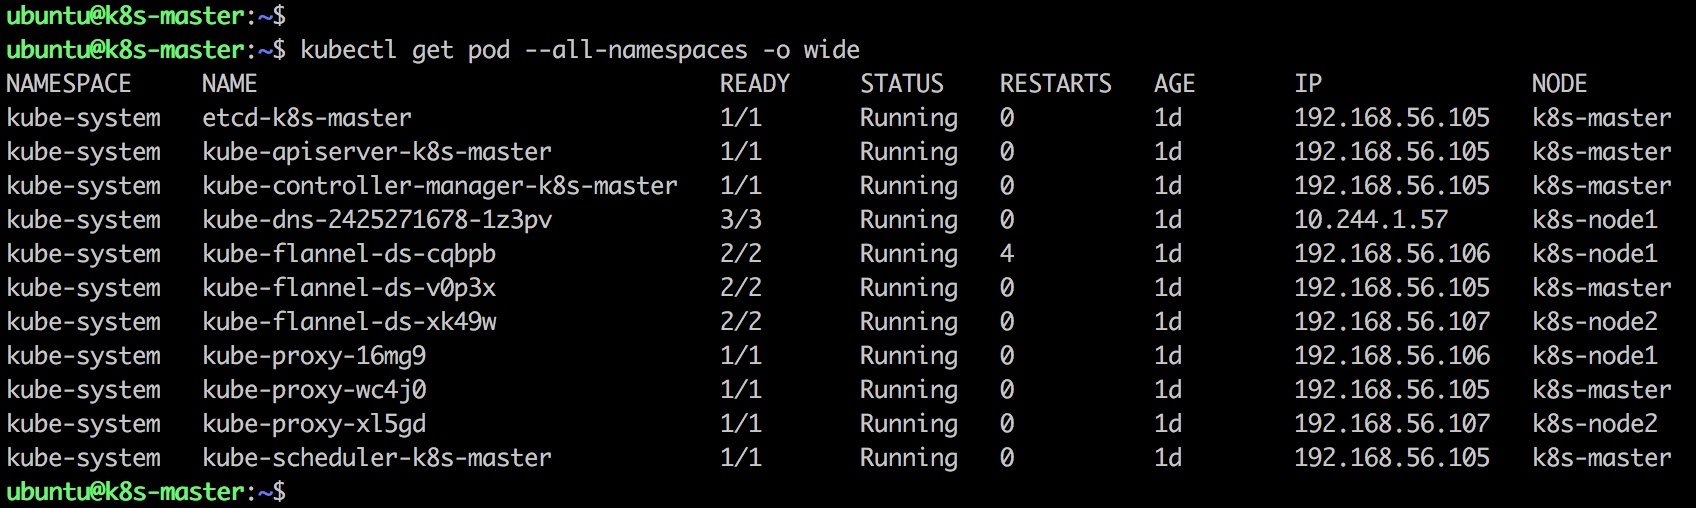 ubuntu@k8s-master:~$
ubuntu@k8s-master:~$ kubectl get pod --all-namespaces -o wide
NAMESPACE NAME READY STATUS RESTARTS AGE IP NODE
kube-system etcd-k8s-master 1/1 Running 0 1d 192.168.56.105 k8s-master
kube-system kube-apiserver-k8s-master 1/1 Running 0 1d 192.168.56.105 k8s-master
kube-system kube-controller-manager-k8s-master 1/1 Running 0 1d 192.168.56.105 k8s-master
kube-system kube-dns-2425271678-1z3pv 3/3 Running 0 1d 10.244.1.57 k8s-node1
kube-system kube-flannel-ds-cqbpb 2/2 Running 4 1d 192.168.56.106 k8s-node1
kube-system kube-flannel-ds-v0p3x 2/2 Running 0 1d 192.168.56.105 k8s-master
kube-system kube-flannel-ds-xk49w 2/2 Running 0 1d 192.168.56.107 k8s-node2
kube-system kube-proxy-16mg9 1/1 Running 0 1d 192.168.56.106 k8s-node1
kube-system kube-proxy-wc4j0 1/1 Running 0 1d 192.168.56.105 k8s-master
kube-system kube-proxy-xl5gd 1/1 Running 0 1d 192.168.56.107 k8s-node2
kube-system kube-scheduler-k8s-master 1/1 Running 0 1d 192.168.56.105 k8s-master
ubuntu@k8s-master:~$